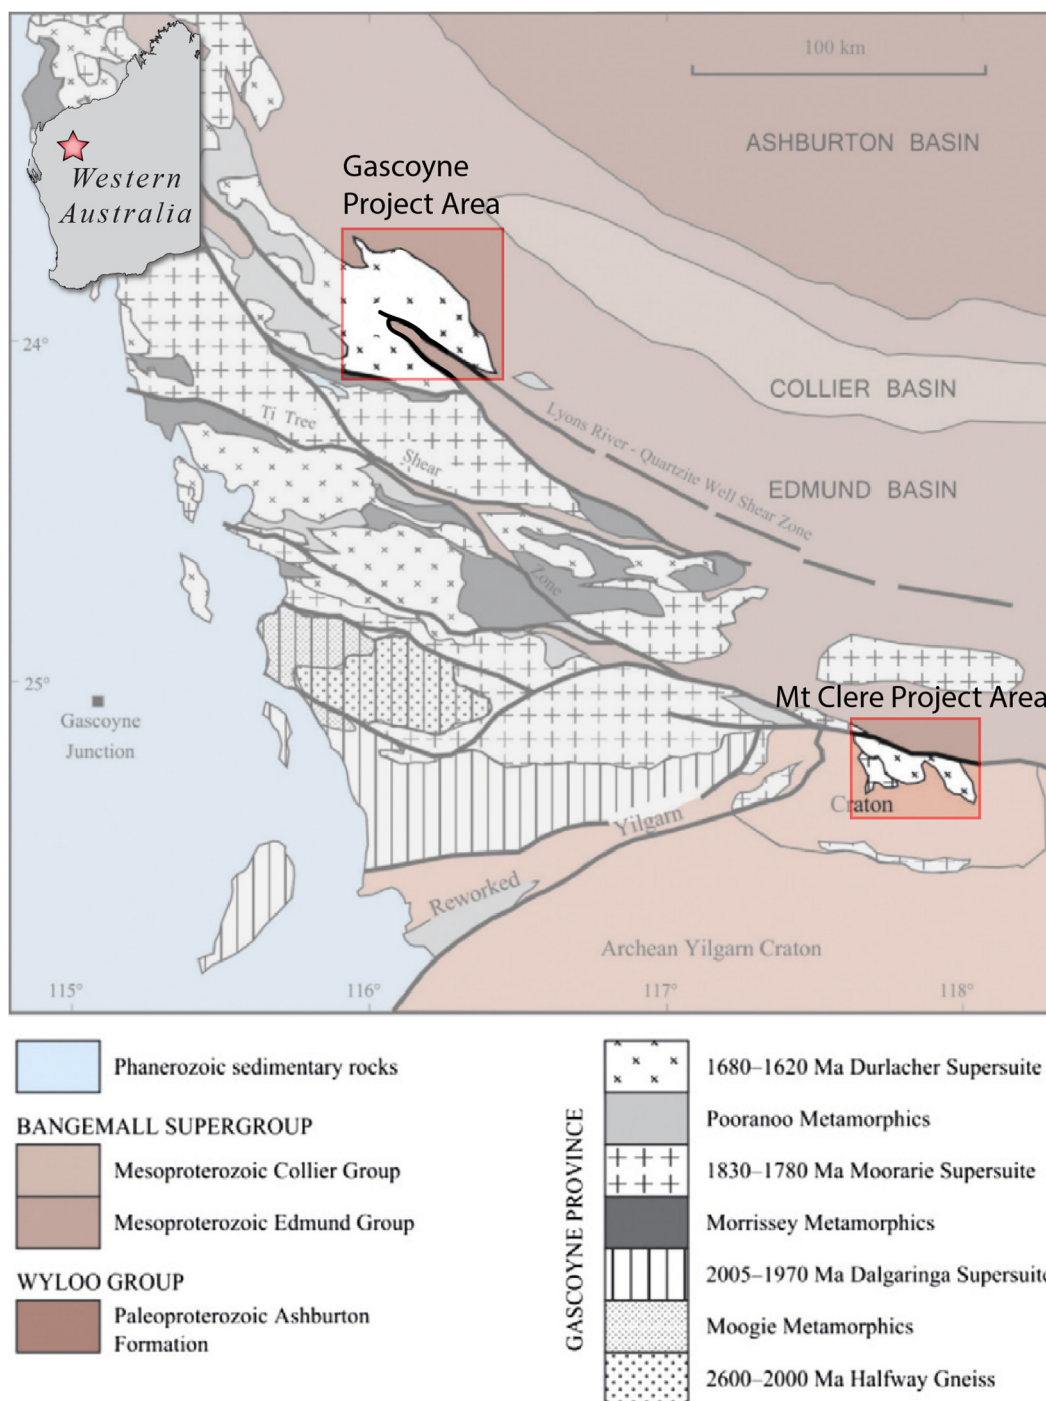 100 km
ASHBURTON BASIN
Western
Australia
Gascoyne
Project Area
24°
COLLIER BASIN
Ti Tree
Shear
Zone
Lyons River - Quartzite Well Shear Zone
EDMUND BASIN
25°
Gascoyne
Junction
Mt Clere Project Area
Craton
Yilgarn
Reworked
Archean Yilgarn Craton
115°
116°
117°
118°
Phanerozoic sedimentary rocks
BANGEMALL SUPERGROUP
Mesoproterozoic Collier Group
Mesoproterozoic Edmund Group
WYLOO GROUP
Paleoproterozoic Ashburton
Formation
GASCOYNE PROVINCE
1680–1620 Ma Durlacher Supersuite
Pooranoo Metamorphics
1830–1780 Ma Moorarie Supersuite
Morrissey Metamorphics
2005–1970 Ma Dalgaringa Supersuite
Moogie Metamorphics
2600–2000 Ma Halfway Gneiss